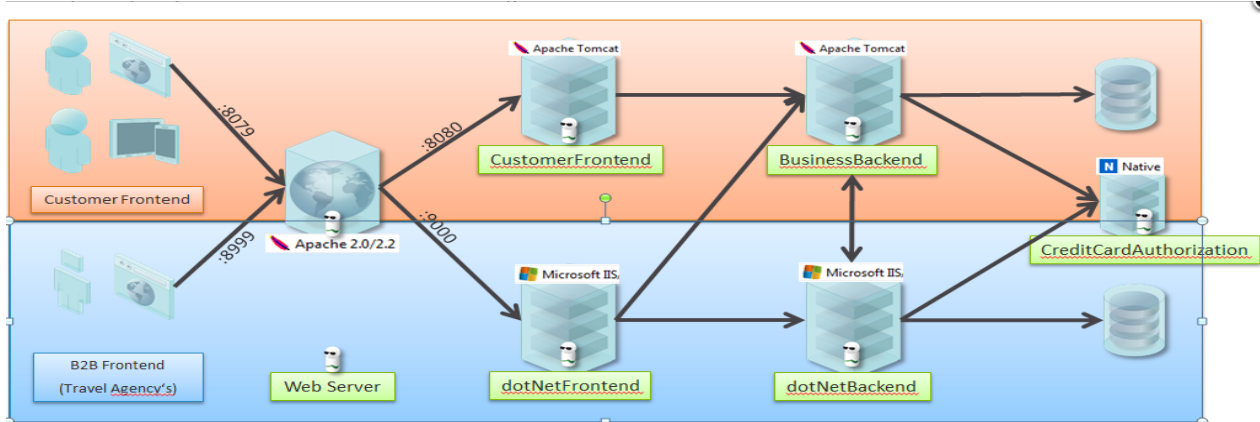 Apache Tomcat
Apache Tomcat
:8079
:8080
CustomerFrontend
BusinessBackend
N Native
Customer Frontend
:8999
:9000
Apache 2.0/2.2
CreditCardAuthorization
Microsoft IIS
Microsoft IIS
B2B Frontend
(Travel Agency's)
Web Server
dotNetFrontend
dotNetBackend